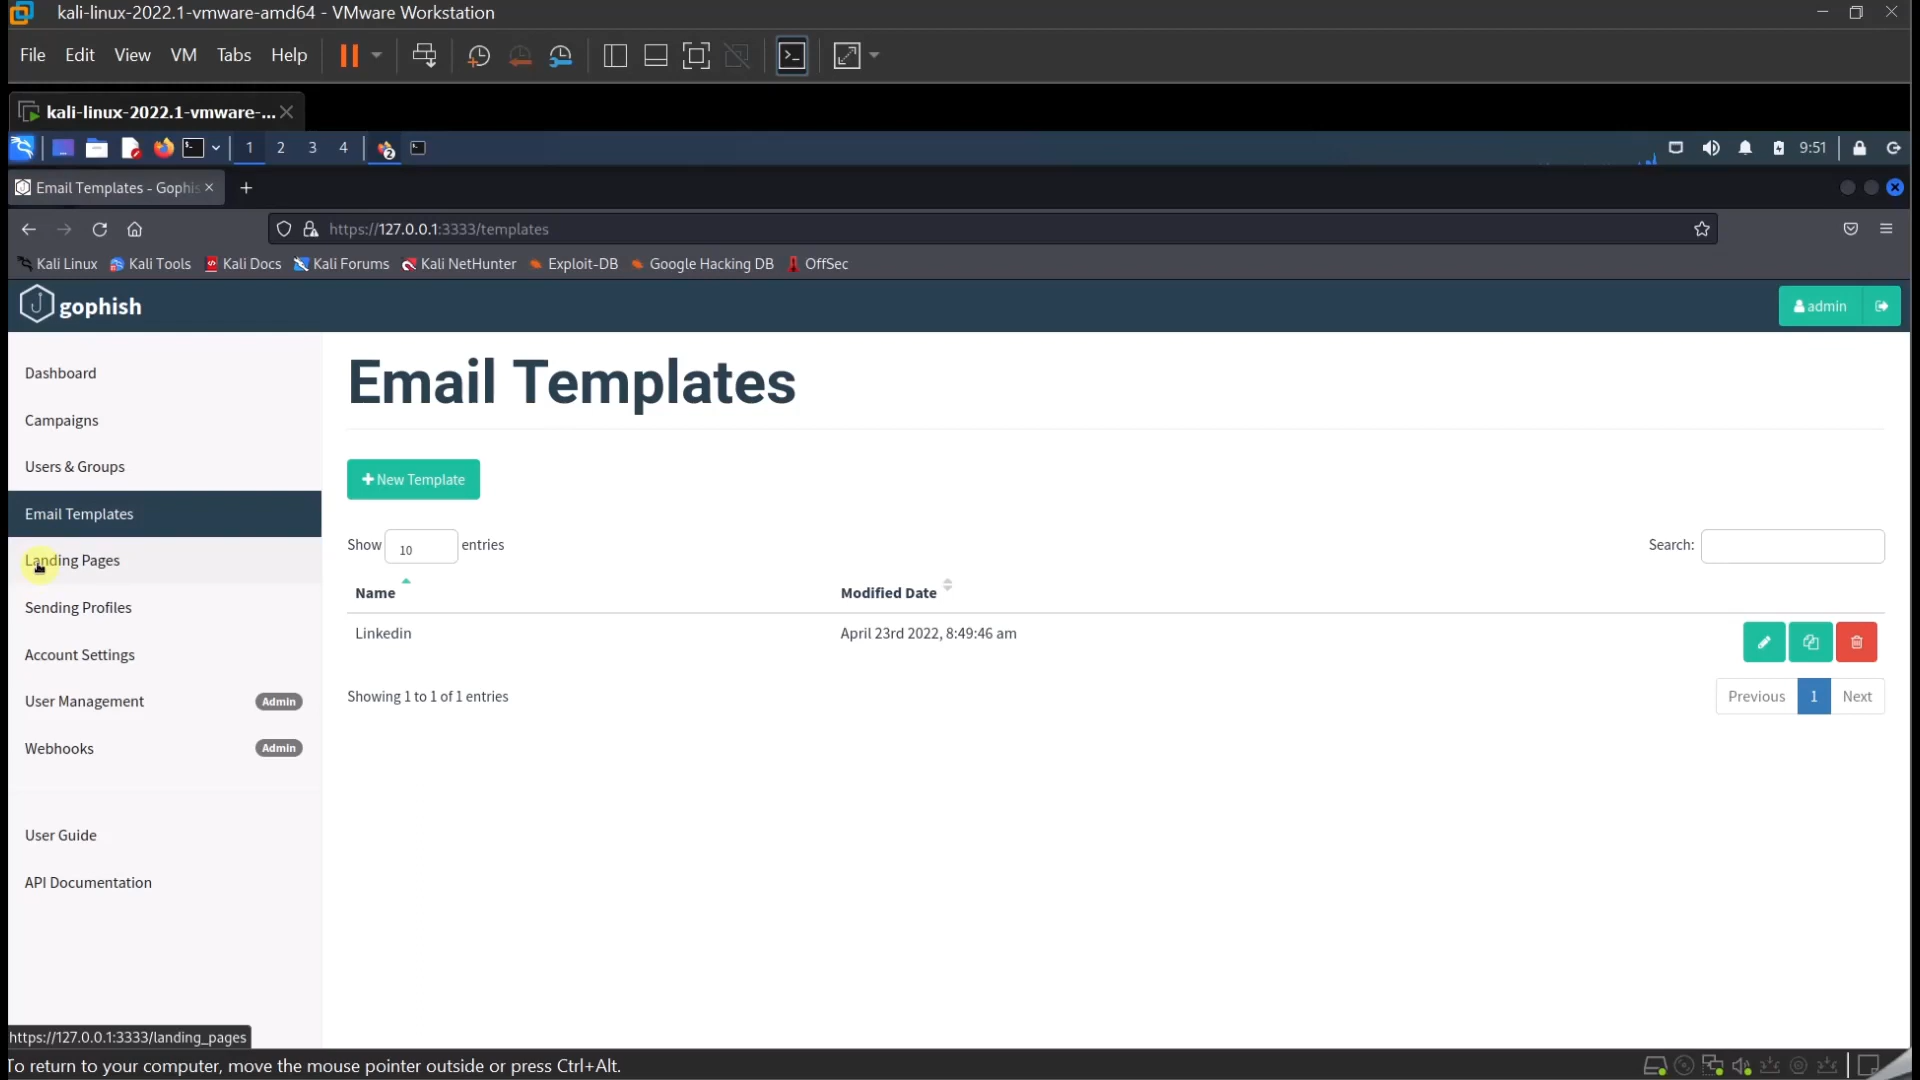 kali-linux-2022.1-vmware-amd64 - VMware Workstation
File Edit View VM Tabs Help
kali-linux-2022.1-vmware-...
1 2 3 4 2 9:51
Email Templates - Gophis
https://127.0.0.1:3333/templates
Kali Linux Kali Tools Kali Docs Kali Forums Kali NetHunter Exploit-DB Google Hacking DB OffSec
gophish admin
Dashboard
Campaigns
Users & Groups
Email Templates
Landing Pages
Sending Profiles
Account Settings
User Management Admin
Webhooks Admin
User Guide
API Documentation
Email Templates
New Template
Show 10 entries Search:
Name Modified Date
Linkedin April 23rd 2022, 8:49:46 am
Showing 1 to 1 of 1 entries Previous 1 Next
https://127.0.0.1:3333/landing_pages
To return to your computer, move the mouse pointer outside or press Ctrl+Alt.